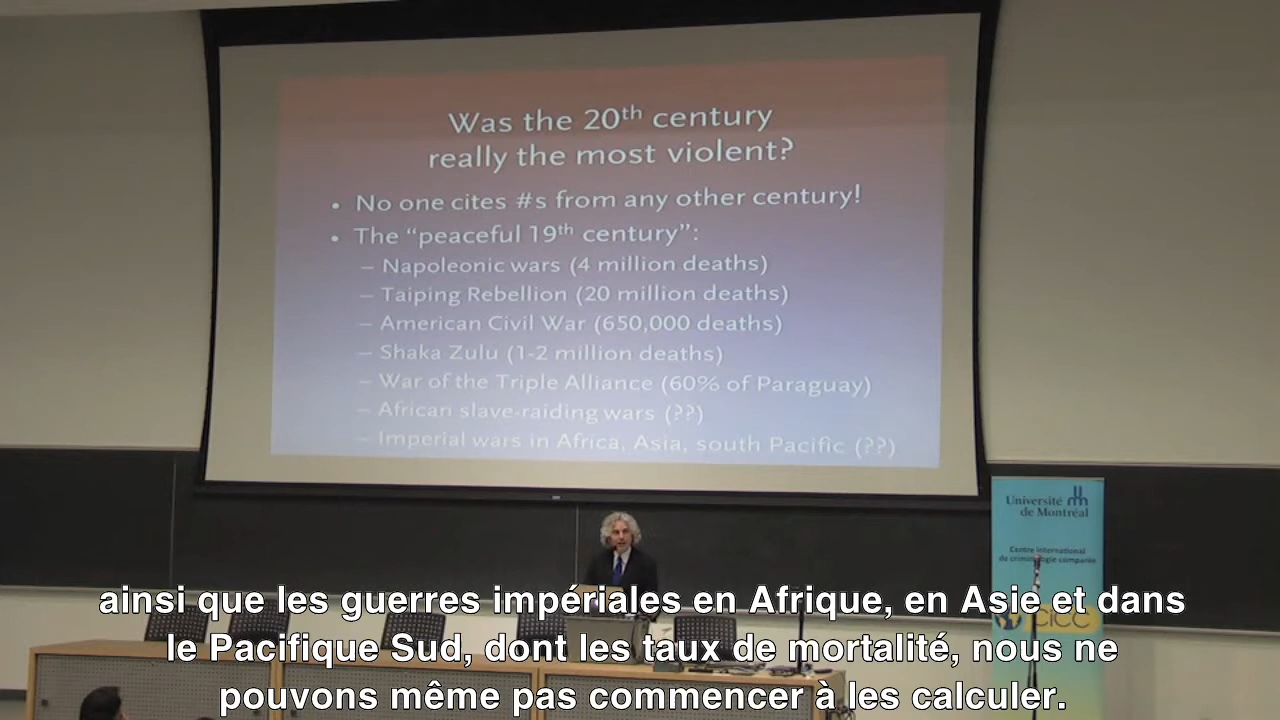 Was the 20th century
really the most violent?
• No one cites #s from any other century!
• The “peaceful 19th century”:
– Napoleonic wars (4 million deaths)
– Taiping Rebellion (20 million deaths)
– American Civil War (650,000 deaths)
– Shaka Zulu (1-2 million deaths)
– War of the Triple Alliance (60% of Paraguay)
– African slave-raiding wars (??)
– Imperial wars in Africa, Asia, south Pacific (??)
Université
de Montréal
Centre international
de criminologie comparée
CICC
ainsi que les guerres impériales en Afrique, en Asie et dans
le Pacifique Sud, dont les taux de mortalité, nous ne
pouvons même pas commencer à les calculer.